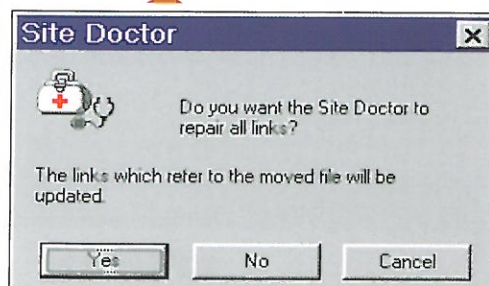 Site Doctor
Do you want the Site Doctor to
repair all links?
The links which refer to the moved file will be
updated.
Yes
No
Cancel